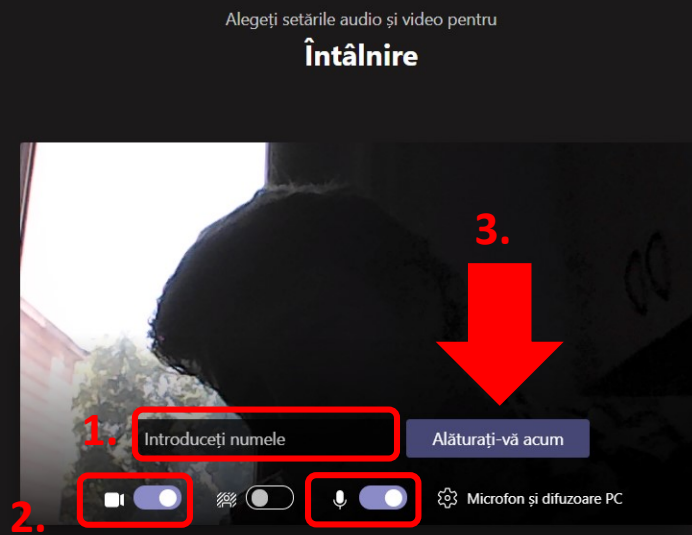 Alegeți setările audio și video pentru
Întâlnire
3.
1.
Introduceți numele
Alăturați-vă acum
2.
Microfon și difuzoare PC